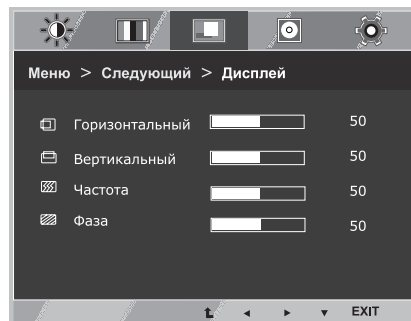 Меню > Следующий > Дисплей
Горизонтальный 50
Вертикальный 50
Частота 50
Фаза 50
EXIT